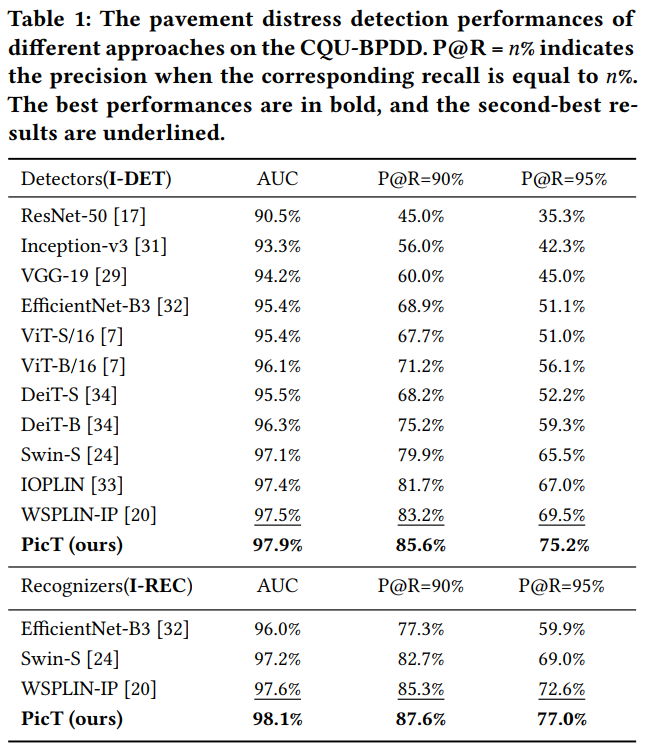 Table 1: The pavement distress detection performances of
different approaches on the CQU-BPDD. P@R = n% indicates
the precision when the corresponding recall is equal to n%.
The best performances are in bold, and the second-best re-
sults are underlined.
Detectors(I-DET) AUC P@R=90% P@R=95%
ResNet-50 [17] 90.5% 45.0% 35.3%
Inception-v3 [31] 93.3% 56.0% 42.3%
VGG-19 [29] 94.2% 60.0% 45.0%
EfficientNet-B3 [32] 95.4% 68.9% 51.1%
ViT-S/16 [7] 95.4% 67.7% 51.0%
ViT-B/16 [7] 96.1% 71.2% 56.1%
DeiT-S [34] 95.5% 68.2% 52.2%
DeiT-B [34] 96.3% 75.2% 59.3%
Swin-S [24] 97.1% 79.9% 65.5%
IOPLIN [33] 97.4% 81.7% 67.0%
WSPLIN-IP [20] 97.5% 83.2% 69.5%
PicT (ours) 97.9% 85.6% 75.2%
Recognizers(I-REC) AUC P@R=90% P@R=95%
EfficientNet-B3 [32] 96.0% 77.3% 59.9%
Swin-S [24] 97.2% 82.7% 69.0%
WSPLIN-IP [20] 97.6% 85.3% 72.6%
PicT (ours) 98.1% 87.6% 77.0%